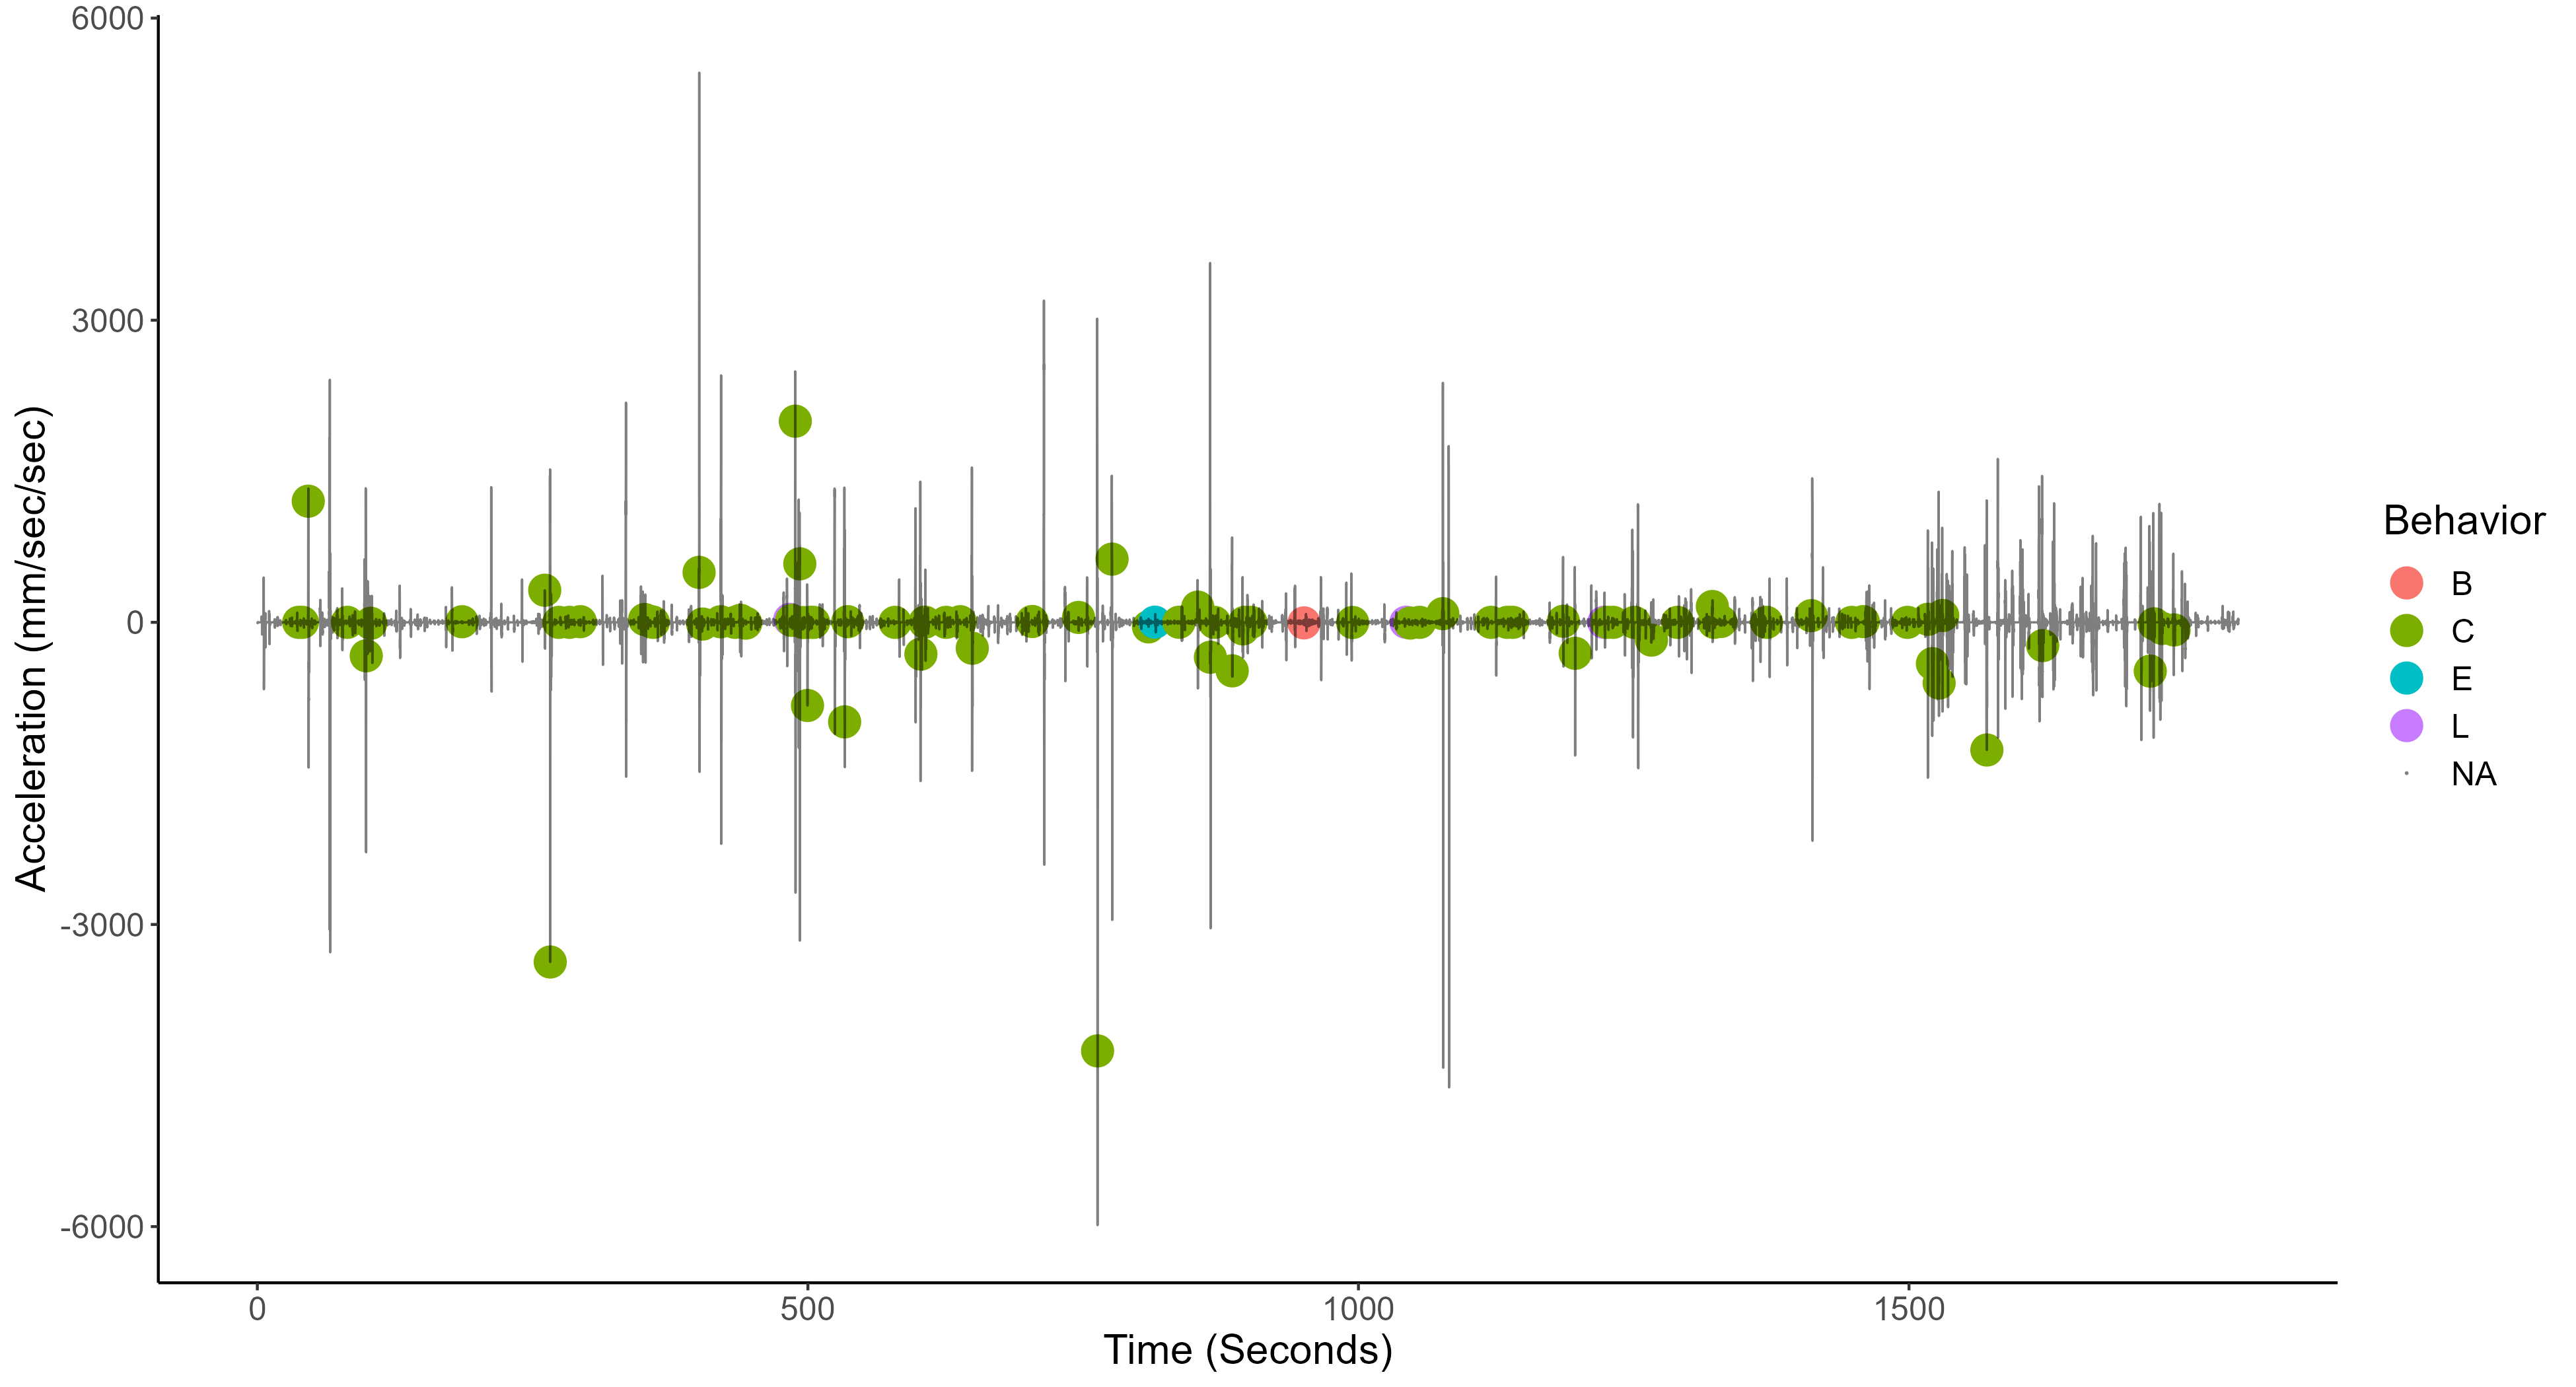 Acceleration (mm/sec/sec)
6000
3000
0
-3000
-6000
0 500 1000 1500
Time (Seconds)
Behavior
B
C
E
L
NA